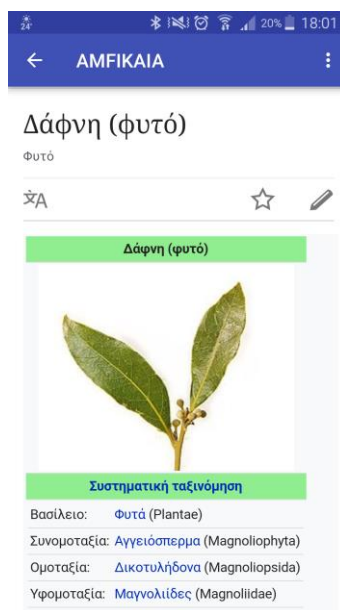 24°
20% 18:01
AMFIKAIA
Δάφνη (φυτό)
Φυτό
Δάφνη (φυτό)
Συστηματική ταξινόμηση
Βασίλειο: Φυτά (Plantae)
Συνομοταξία: Αγγειόσπερμα (Magnoliophyta)
Ομοταξία: Δικοτυλήδονα (Magnoliopsida)
Υφομοταξία: Μαγνολιίδες (Magnoliidae)